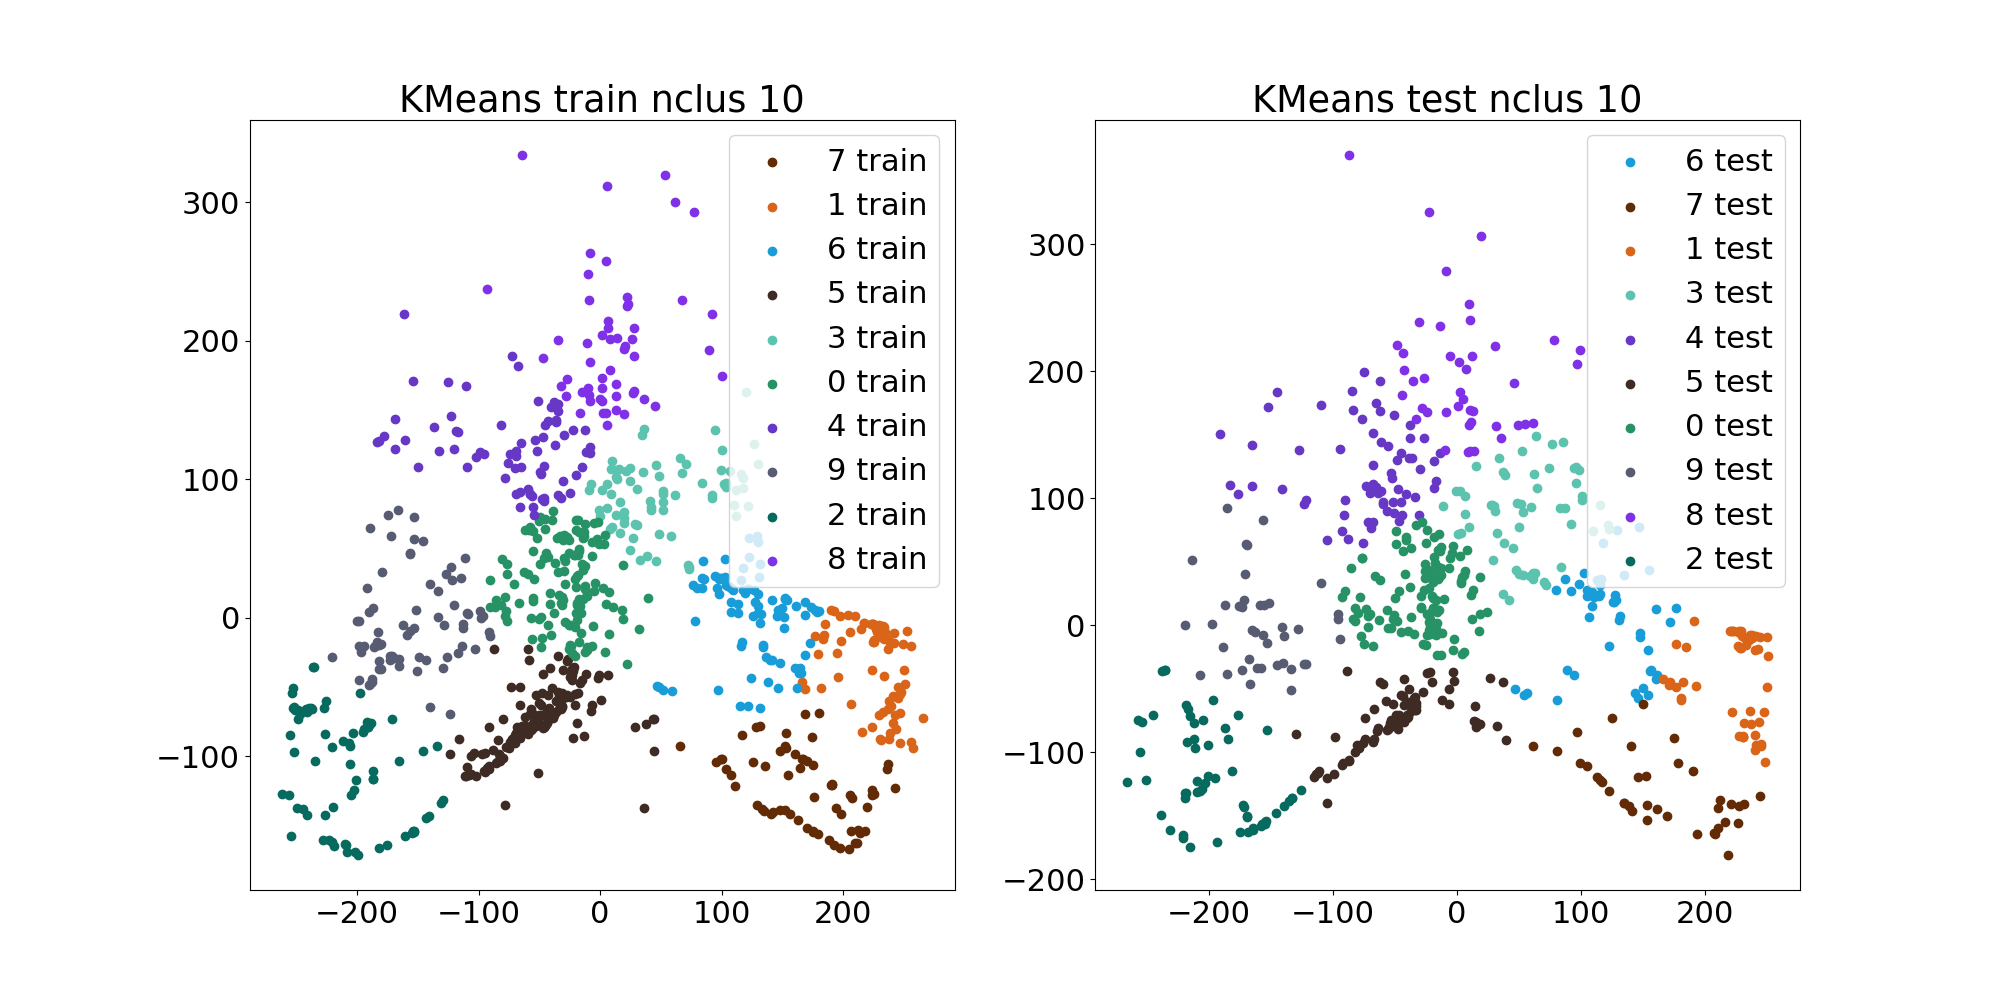 KMeans train nclus 10
300
200
100
0
−100
−200
−100
0
100
200
7 train
1 train
6 train
5 train
3 train
0 train
4 train
9 train
2 train
8 train
KMeans test nclus 10
300
200
100
0
−100
−200
−200
−100
0
100
200
6 test
7 test
1 test
3 test
4 test
5 test
0 test
9 test
8 test
2 test